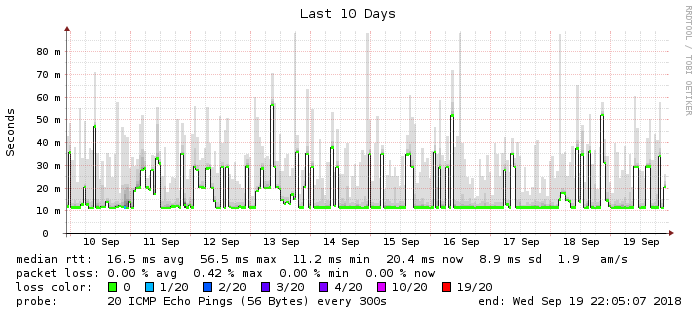 Last 10 Days
RRDTOOL / TOBI OETIKER
Seconds
80 m
70 m
60 m
50 m
40 m
30 m
20 m
10 m
0
10 Sep 11 Sep 12 Sep 13 Sep 14 Sep 15 Sep 16 Sep 17 Sep 18 Sep 19 Sep
median rtt: 16.5 ms avg 56.5 ms max 11.2 ms min 20.4 ms now 8.9 ms sd 1.9 am/s
packet loss: 0.00 % avg 0.42 % max 0.00 % min 0.00 % now
loss color: 0 1/20 2/20 3/20 4/20 10/20 19/20
probe: 20 ICMP Echo Pings (56 Bytes) every 300s end: Wed Sep 19 22:05:07 2018